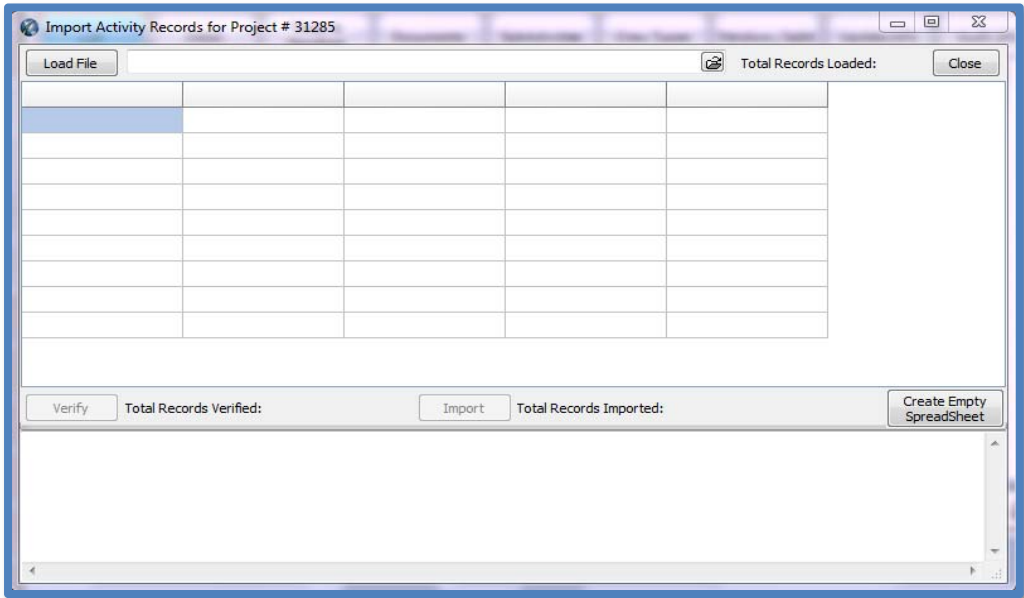 Import Activity Records for Project # 31285
Load File
Total Records Loaded:
Close
Verify
Total Records Verified:
Import
Total Records Imported:
Create Empty
SpreadSheet